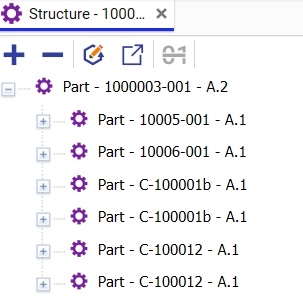 Structure - 1000...
Part - 1000003-001 - A.2
Part - 10005-001 - A.1
Part - 10006-001 - A.1
Part - C-100001b - A.1
Part - C-100001b - A.1
Part - C-100012 - A.1
Part - C-100012 - A.1